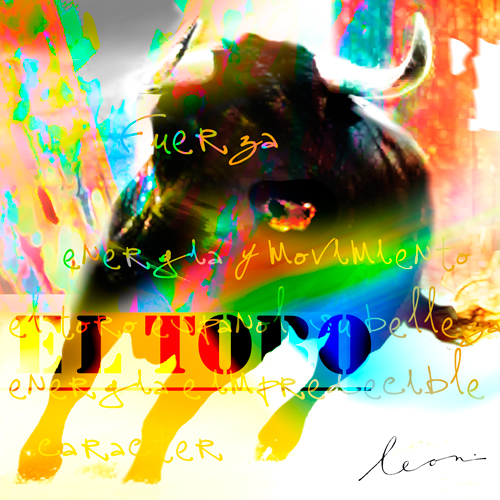 Fuerza
energia y movimiento
el toro español su belleza
EL TORO
energia e impredecible
caracter
leoni